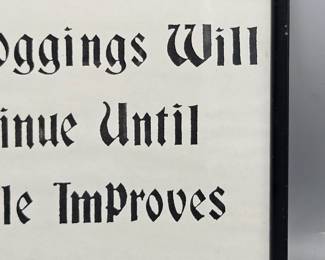 oggings Will
inue Until
le ImProves